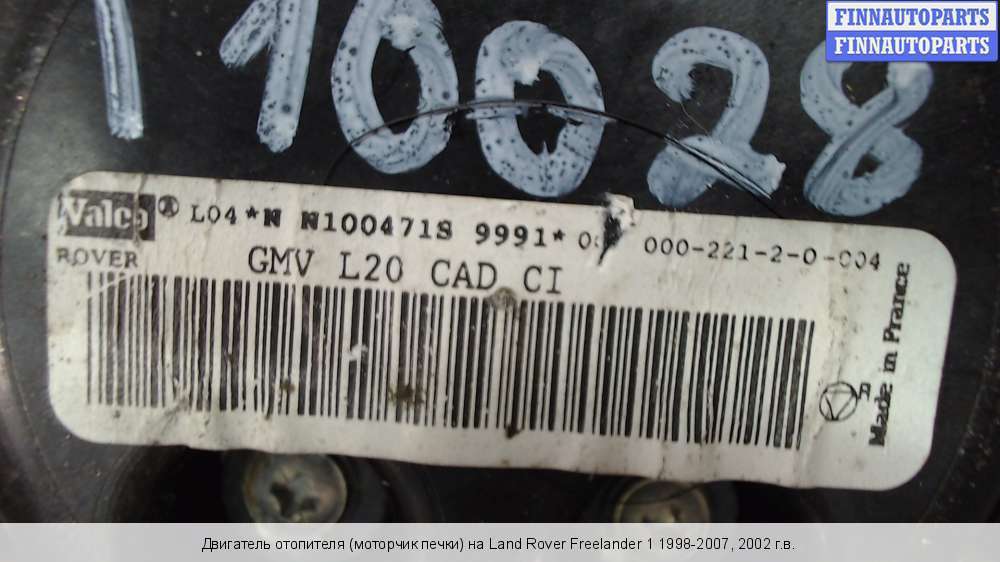 FINNAUTOPARTS
FINNAUTOPARTS
110028
Valeo® L04*N N100471S 9991* 000-221-2-0-004
ROVER GMV L20 CAD CI
Made in France
Двигатель отопителя (моторчик печки) на Land Rover Freelander 1 1998-2007, 2002 г.в.